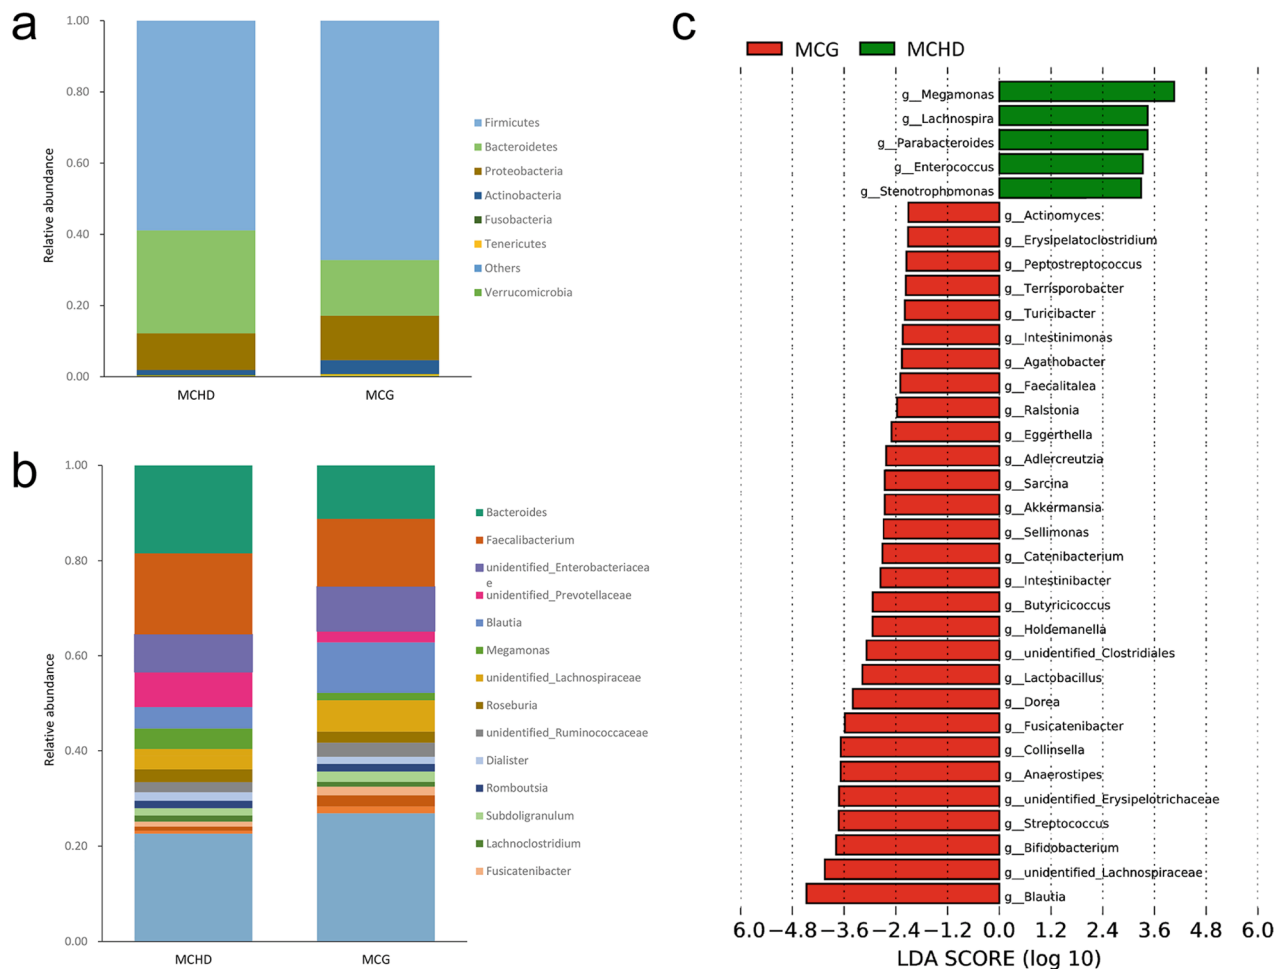 a
1.00
0.80
0.60
0.40
0.20
0.00
Relative abundance
MCHD
MCG
Firmicutes
Bacteroidetes
Proteobacteria
Actinobacteria
Fusobacteria
Tenericutes
Others
Verrucomicrobia
b
1.00
0.80
0.60
0.40
0.20
0.00
Relative abundance
MCHD
MCG
Bacteroides
Faecalibacterium
unidentified_Enterobacteriacea
e
unidentified_Prevotellaceae
Blautia
Megamonas
unidentified_Lachnospiraceae
Roseburia
unidentified_Ruminococcaceae
Dialister
Romboutsia
Subdoligranulum
Lachnoclostridium
Fusicatenibacter
c
MCG
MCHD
g__Megamonas
g__Lachnospira
g__Parabacteroides
g__Enterococcus
g__Stenotrophomonas
g__Actinomyces
g__Erysipelatoclostridium
g__Peptostreptococcus
g__Terrisporobacter
g__Turicibacter
g__Intestinimonas
g__Agathobacter
g__Faecalitalea
g__Ralstonia
g__Eggerthella
g__Adlercreutzia
g__Sarcina
g__Akkermansia
g__Sellimonas
g__Catenibacterium
g__Intestinibacter
g__Butyricicoccus
g__Holdemanella
g__unidentified_Clostridiales
g__Lactobacillus
g__Dorea
g__Fusicatenibacter
g__Collinsella
g__Anaerostipes
g__unidentified_Erysipelotrichaceae
g__Streptococcus
g__Bifidobacterium
g__unidentified_Lachnospiraceae
g__Blautia
6.0 −4.8 −3.6 −2.4 −1.2 0.0 1.2 2.4 3.6 4.8 6.0
LDA SCORE (log 10)